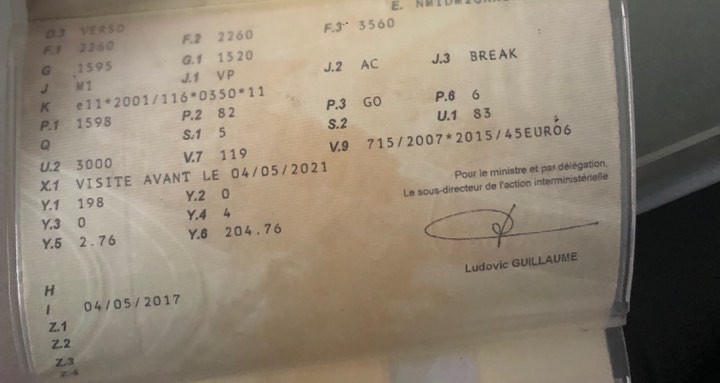 E.
D.3 VERSO
F.1 2260 F.2 2260 F.3 3560
G 1595 G.1 1520
J M1 J.1 VP J.2 AC J.3 BREAK
K e11*2001/116*0350*11
P.1 1598 P.2 82 P.3 GO P.6 6
Q S.1 5 S.2 U.1 83
U.2 3000 V.7 119 V.9 715/2007*2015/45EURO6
X.1 VISITE AVANT LE 04/05/2021
Y.1 198 Y.2 0
Y.3 0 Y.4 4
Y.5 2.76 Y.6 204.76
Pour le ministre et par délégation,
Le sous-directeur de l'action interministérielle
Ludovic GUILLAUME
H
I 04/05/2017
Z.1
Z.2
Z.3
Z.4